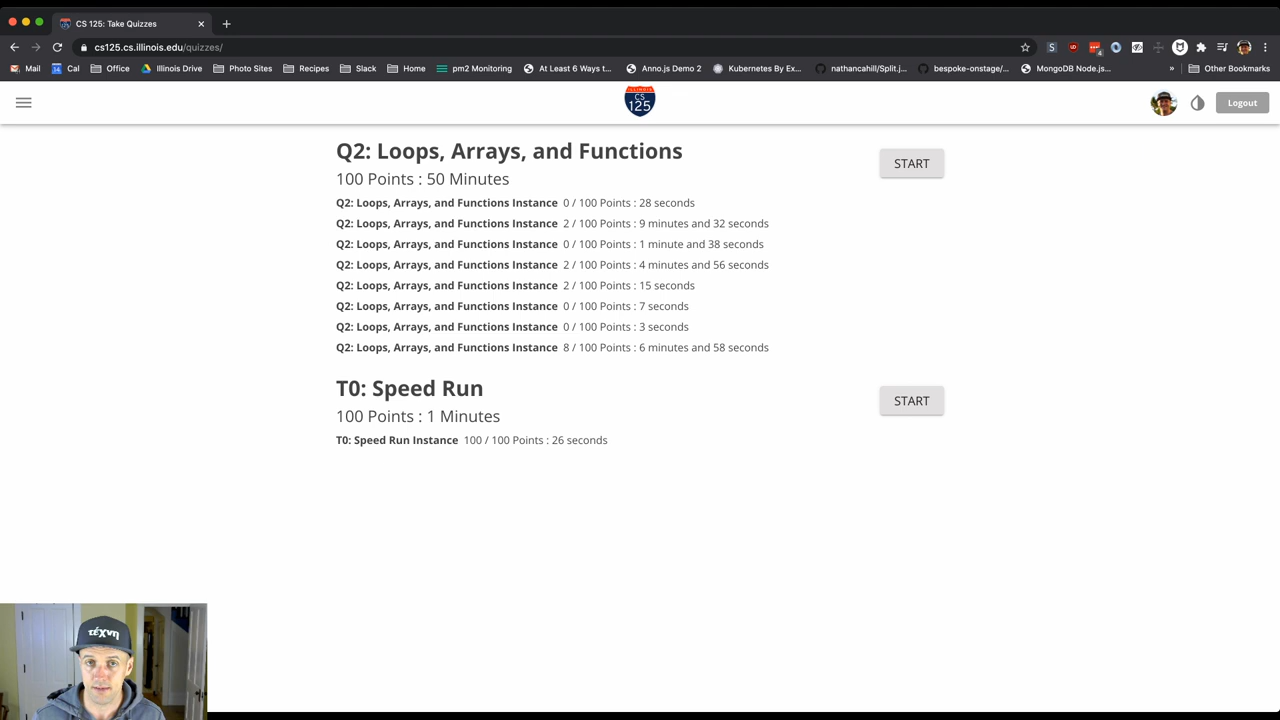 CS 125: Take Quizzes
cs125.cs.illinois.edu/quizzes/
Mail Cal Office Illinois Drive Photo Sites Recipes Slack Home pm2 Monitoring At Least 6 Ways t... Anno.js Demo 2 Kubernetes By Ex... nathancahill/Split.j... bespoke-onstage/... MongoDB Node.js... » Other Bookmarks
ILLINOIS
CS
125
Logout
Q2: Loops, Arrays, and Functions
START
100 Points : 50 Minutes
Q2: Loops, Arrays, and Functions Instance 0 / 100 Points : 28 seconds
Q2: Loops, Arrays, and Functions Instance 2 / 100 Points : 9 minutes and 32 seconds
Q2: Loops, Arrays, and Functions Instance 0 / 100 Points : 1 minute and 38 seconds
Q2: Loops, Arrays, and Functions Instance 2 / 100 Points : 4 minutes and 56 seconds
Q2: Loops, Arrays, and Functions Instance 2 / 100 Points : 15 seconds
Q2: Loops, Arrays, and Functions Instance 0 / 100 Points : 7 seconds
Q2: Loops, Arrays, and Functions Instance 0 / 100 Points : 3 seconds
Q2: Loops, Arrays, and Functions Instance 8 / 100 Points : 6 minutes and 58 seconds
T0: Speed Run
START
100 Points : 1 Minutes
T0: Speed Run Instance 100 / 100 Points : 26 seconds
τέχνη